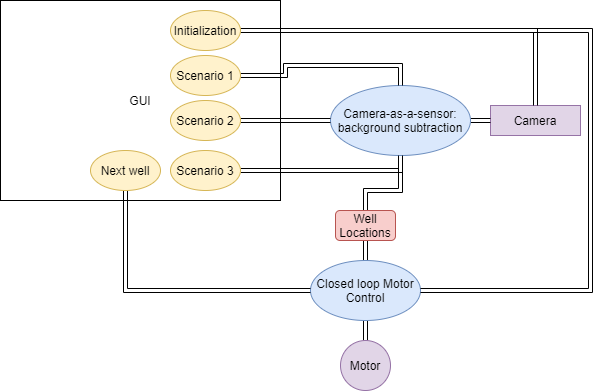 Initialization
Scenario 1
GUI
Scenario 2
Next well
Scenario 3
Camera-as-a-sensor:
background subtraction
Camera
Well
Locations
Closed loop Motor
Control
Motor